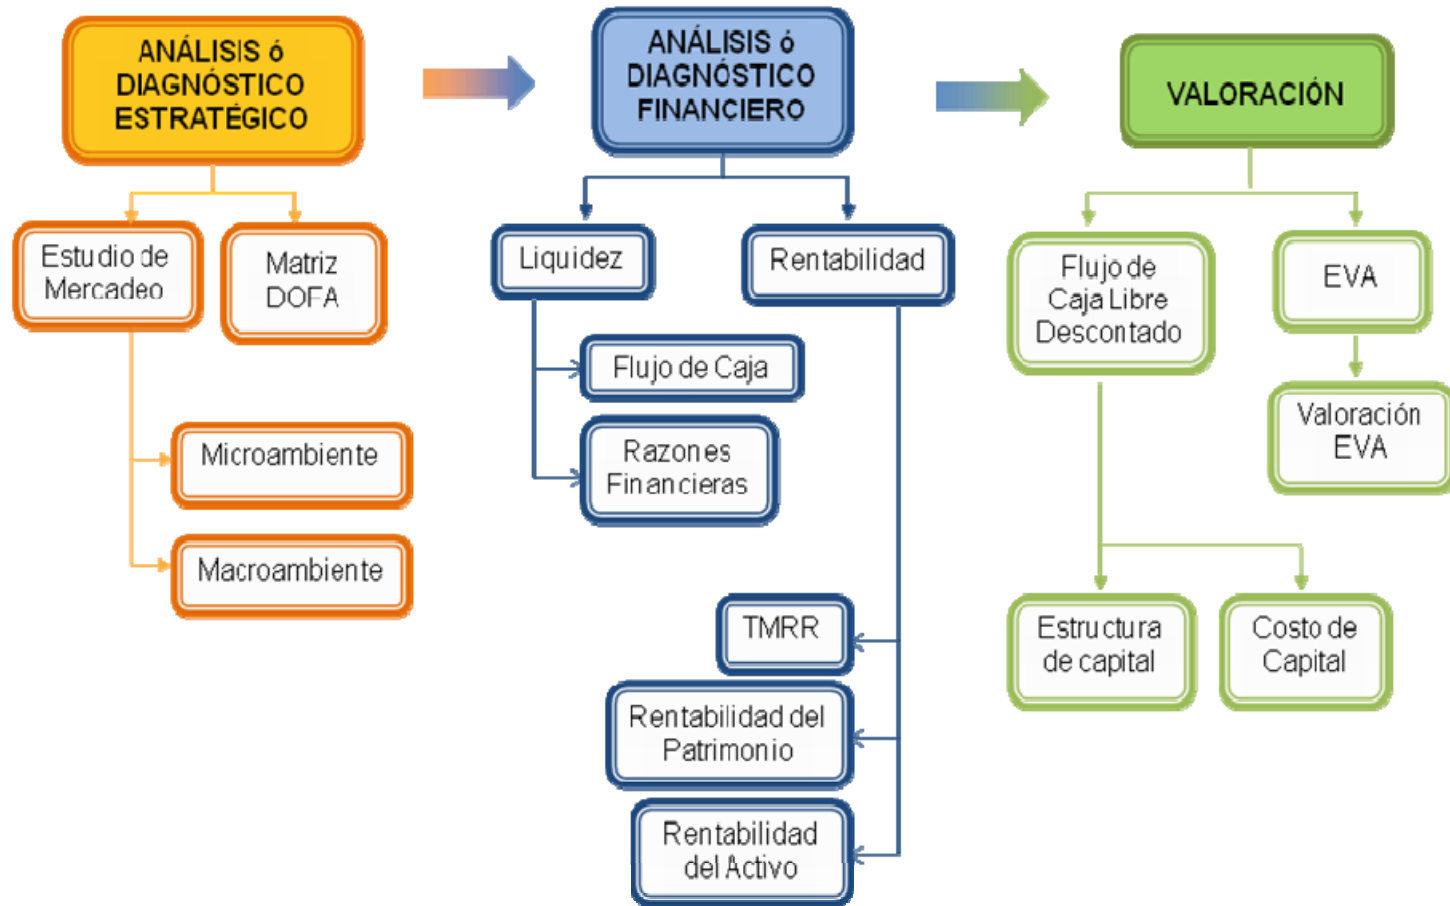 ANÁLISIS ó
DIAGNÓSTICO
ESTRATÉGICO
ANÁLISIS ó
DIAGNÓSTICO
FINANCIERO
VALORACIÓN
Estudio de
Mercadeo
Matriz
DOFA
Microambiente
Macroambiente
Liquidez
Rentabilidad
Flujo de Caja
Razones
Financieras
TMRR
Rentabilidad del
Patrimonio
Rentabilidad
del Activo
Flujo de
Caja Libre
Descontado
EVA
Valoración
EVA
Estructura
de capital
Costo de
Capital